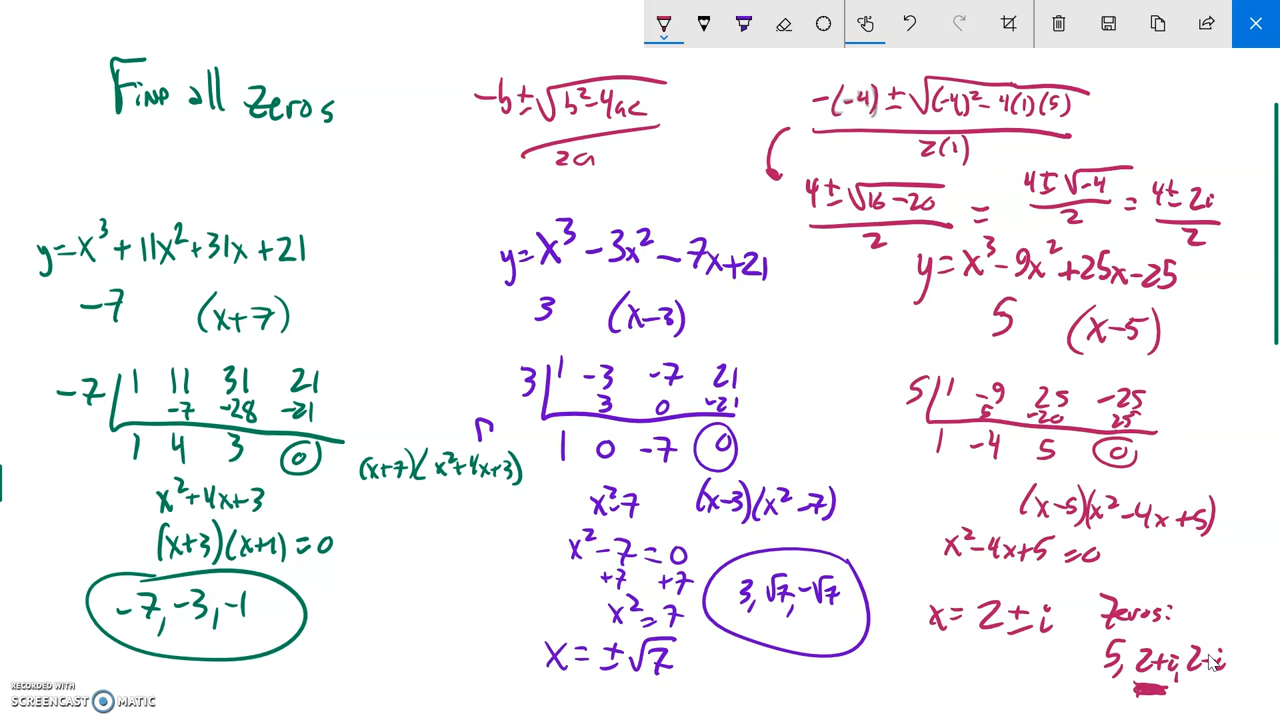 Find all zeros
-b±√b²-4ac
2a
-(-4)±√(-4)²-4(1)(5)
2(1)
4±√16-20
2
=
4±√-4
2
=
4±2i
2
y=x³+11x²+31x+21
-7 (x+7)
-7 1 11 31 21
-7 -28 -21
1 4 3 0
(x+7)(x²+4x+3)
x²+4x+3
(x+3)(x+1)=0
-7,-3,-1
y=x³-3x²-7x+21
3 (x-3)
3 1 -3 -7 21
3 0 -21
1 0 -7 0
x²-7 (x-3)(x²-7)
x²-7=0
+7 +7
x²=7
x=±√7
3,√7,-√7
y=x³-9x²+25x-25
5 (x-5)
5 1 -9 25 -25
5 -20 25
1 -4 5 0
(x-5)(x²-4x+5)
x²-4x+5=0
x=2±i
Zeros:
5, 2+i, 2+i
RECORDED WITH
SCREENCAST MATIC